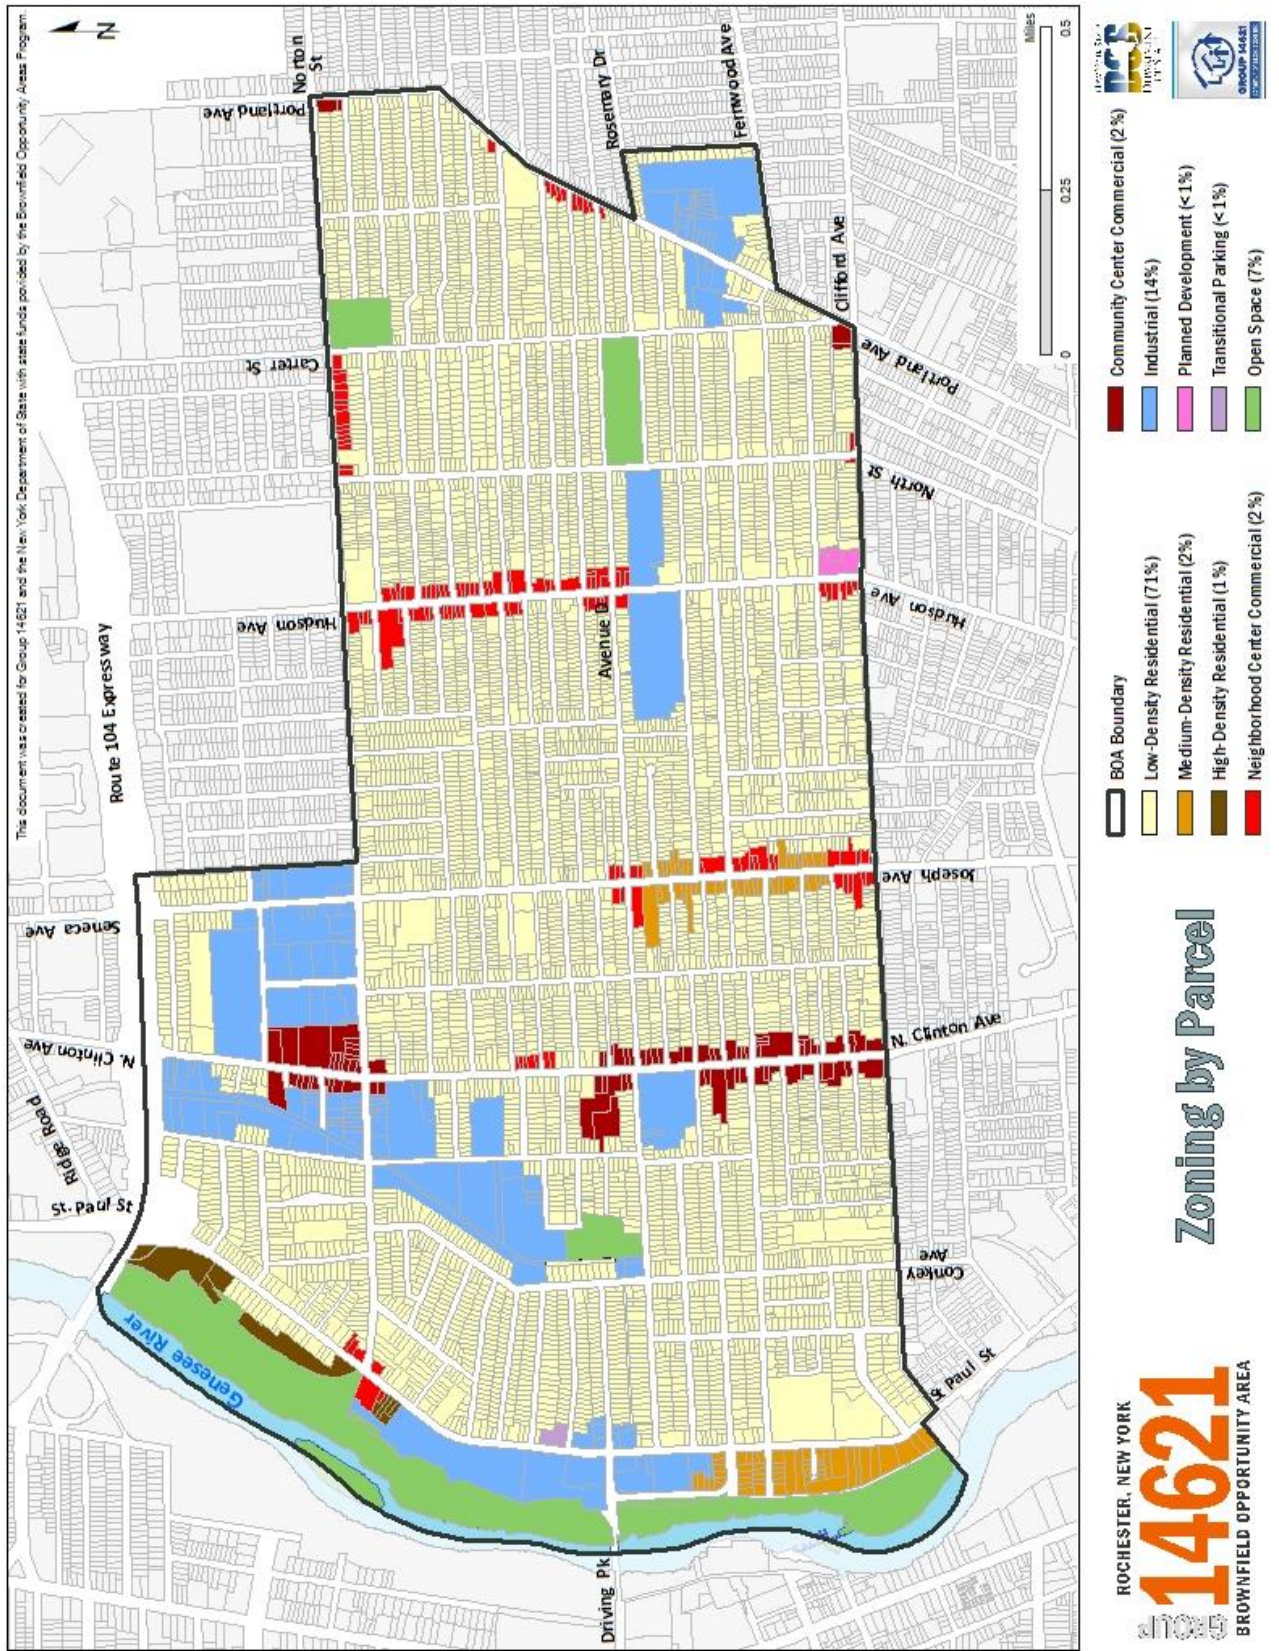 This document was created for Group 14621 and the New York Department of State with state funds provided by the Brownfield Opportunity Areas Program.
N
Norton
St
Portland Ave
Rosemary Dr
Fernwood Ave
Clifford Ave
Portland Ave
Carter St
North St
Hudson Ave
Hudson Ave
Avenue D
Route 104 Expressway
Joseph Ave
Seneca Ave
N. Clinton Ave
N. Clinton Ave
Ridge Road
St. Paul St
Conkey
Ave
Genesee River
St Paul St
Driving Pk
Miles
0
0.25
0.5
ROCHESTER, NEW YORK
14621
BROWNFIELD OPPORTUNITY AREA
Zoning by Parcel
BOA Boundary
Low-Density Residential (71%)
Medium-Density Residential (2%)
High-Density Residential (1%)
Neighborhood Center Commercial (2%)
Community Center Commercial (2%)
Industrial (14%)
Planned Development (<1%)
Transitional Parking (<1%)
Open Space (7%)
GROUP 14621